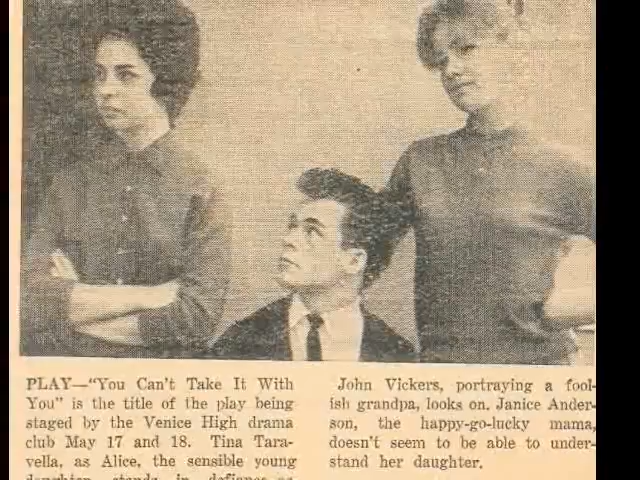 PLAY—"You Can't Take It With
You" is the title of the play being
staged by the Venice High drama
club May 17 and 18. Tina Tara-
vella, as Alice, the sensible young
daughter, stands in defiance as
John Vickers, portraying a fool-
ish grandpa, looks on. Janice Ander-
son, the happy-go-lucky mama,
doesn't seem to be able to under-
stand her daughter.